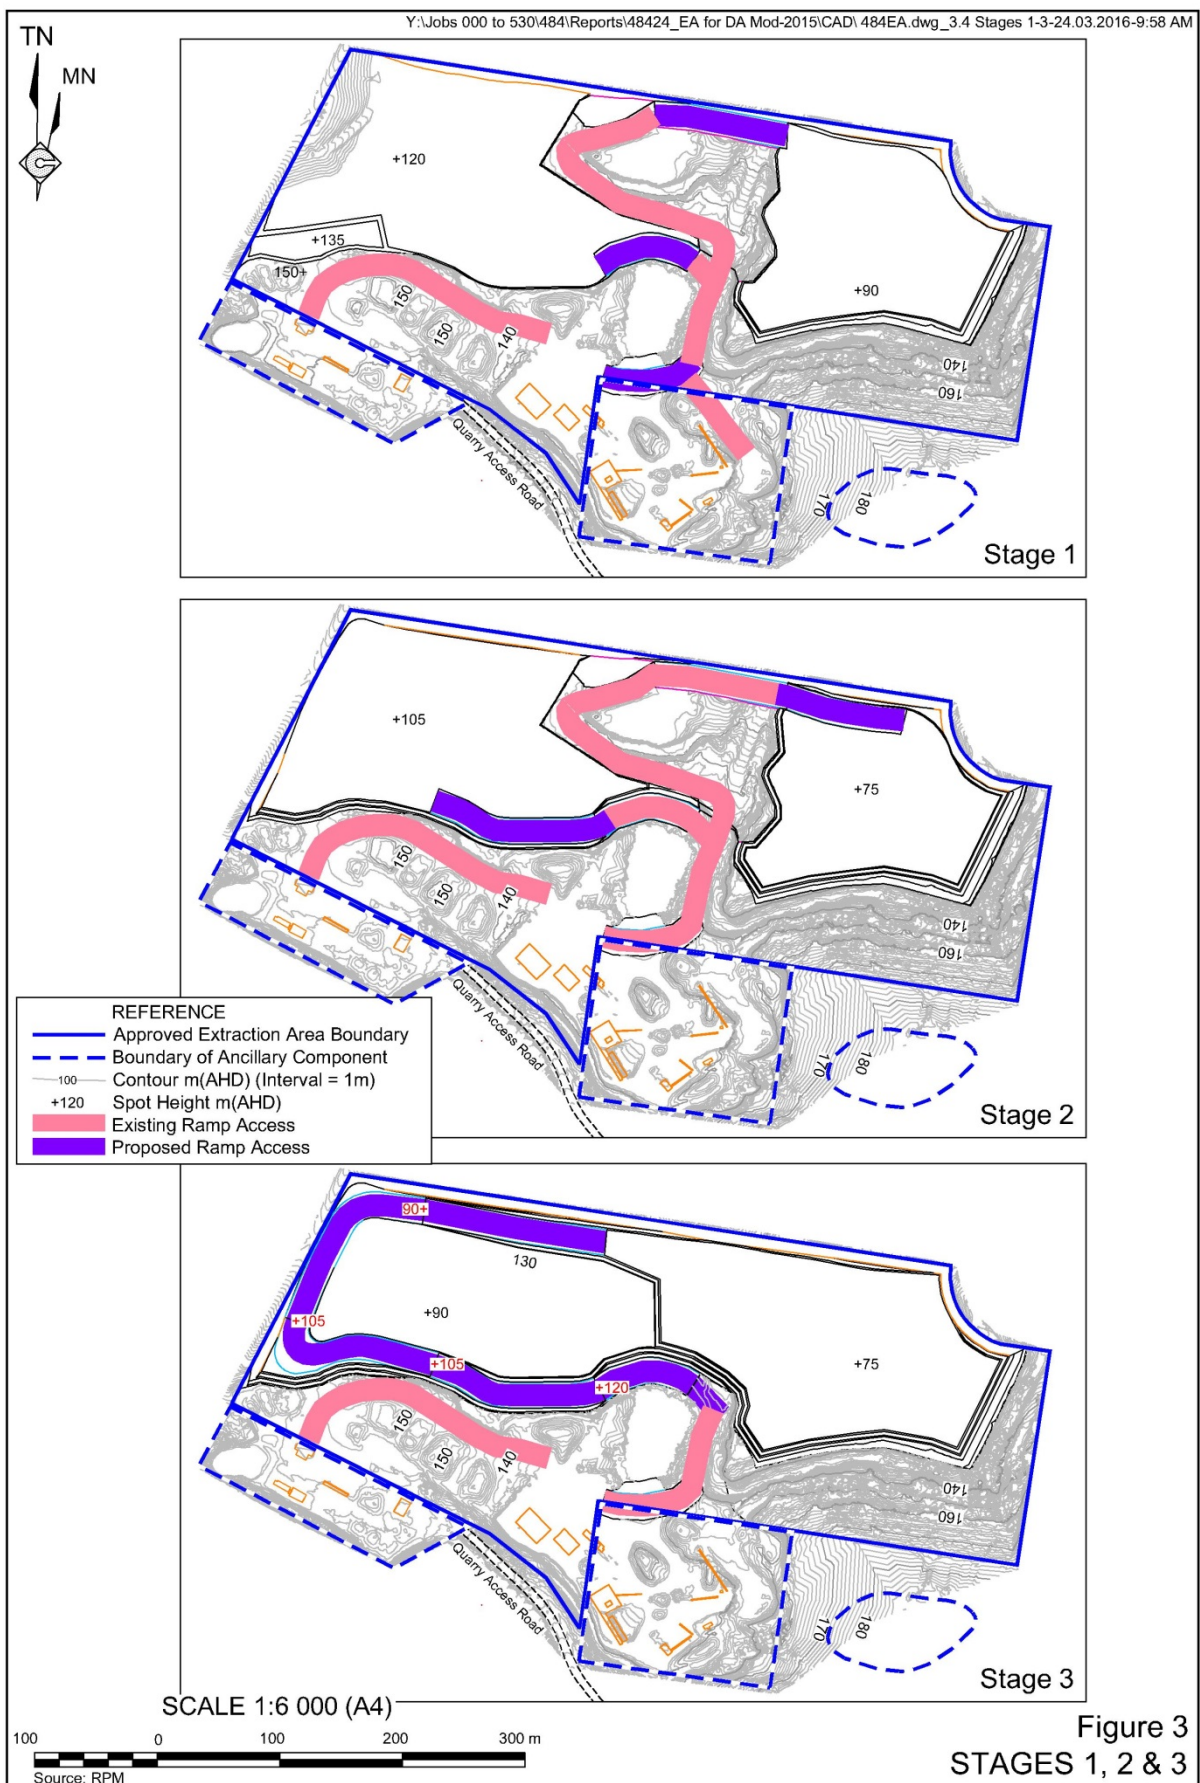 Y:\Jobs 000 to 530\484\Reports\48424_EA for DA Mod-2015\CAD\ 484EA.dwg_3.4 Stages 1-3-24.03.2016-9:58 AM
TN
MN
+120
+135
150+
150
150
140
+90
140
160
170
180
Quarry Access Road
Stage 1
+105
+75
150
150
140
140
160
170
180
Quarry Access Road
Stage 2
REFERENCE
Approved Extraction Area Boundary
Boundary of Ancillary Component
100 Contour m(AHD) (Interval = 1m)
+120 Spot Height m(AHD)
Existing Ramp Access
Proposed Ramp Access
90+
130
+105
+90
+105
+120
+75
150
150
140
140
160
170
180
Quarry Access Road
Stage 3
SCALE 1:6 000 (A4)
100 0 100 200 300 m
Source: RPM
Figure 3
STAGES 1, 2 & 3